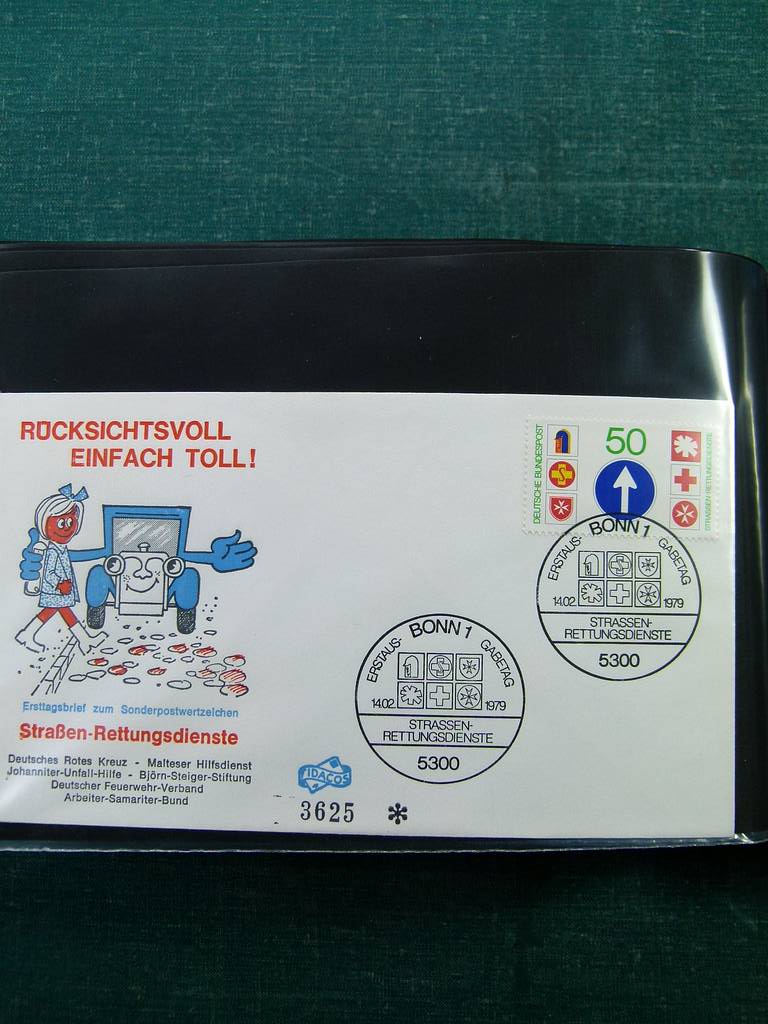 RÜCKSICHTSVOLL
EINFACH TOLL!
DEUTSCHE BUNDESPOST
50
STRASSEN-RETTUNGSDIENSTE
BONN 1
ERSTAUS- GABETAG
14.02 1979
STRASSEN-
RETTUNGSDIENSTE
5300
BONN 1
ERSTAUS- GABETAG
14.02 1979
STRASSEN-
RETTUNGSDIENSTE
5300
Ersttagsbrief zum Sonderpostwertzeichen
Straßen-Rettungsdienste
Deutsches Rotes Kreuz - Malteser Hilfsdienst
Johanniter-Unfall-Hilfe - Björn-Steiger-Stiftung
Deutscher Feuerwehr-Verband
Arbeiter-Samariter-Bund
IDACOS
3625 *